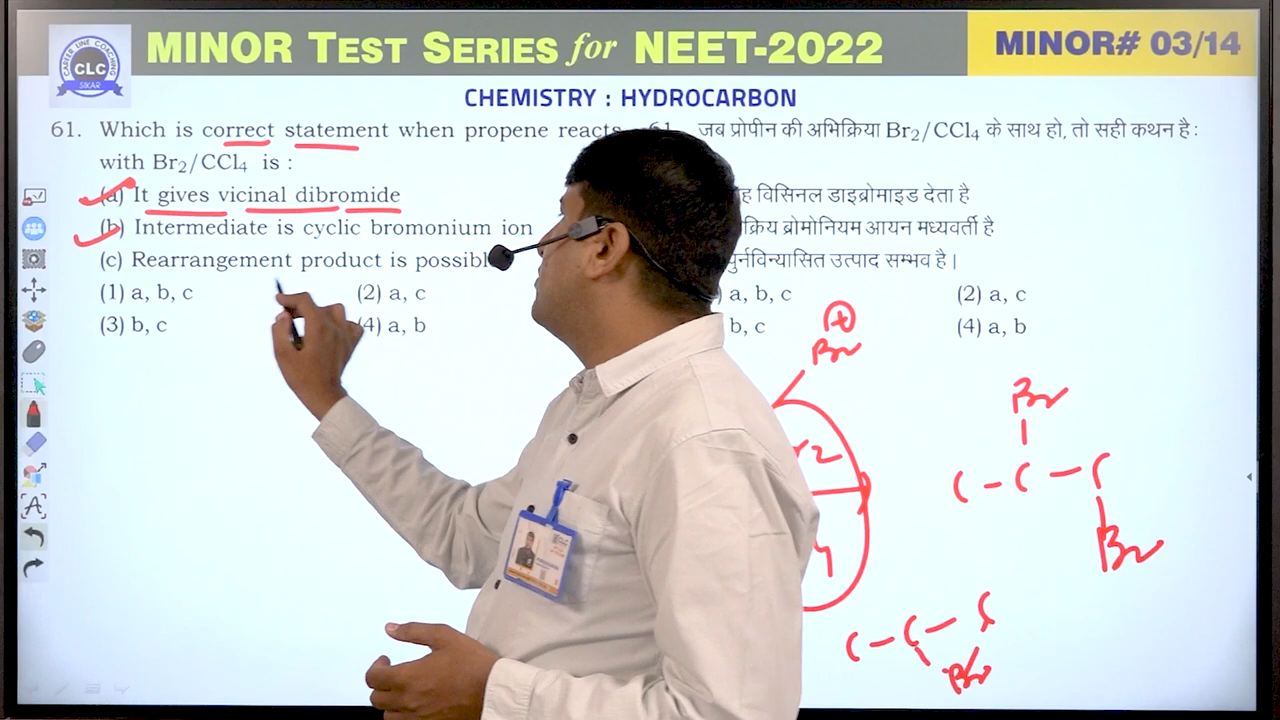 CAREER LINE COACHING
CLC
SIKAR
MINOR TEST SERIES for NEET-2022
MINOR# 03/14
CHEMISTRY : HYDROCARBON
61. Which is correct statement when propene reacts
with Br2/CCl4 is :
(a) It gives vicinal dibromide
(b) Intermediate is cyclic bromonium ion
(c) Rearrangement product is
(1) a, b, c (2) a, c
(3) b, c (4) a, b
जब प्रोपीन की अभिक्रिया Br2/CCl4 के साथ हो, तो सही कथन है :
विसिनल डाइब्रोमाइड देता है
ब्रोमोनियम आयन मध्यवर्ती है
उत्पाद सम्भव है।
a, b, c (2) a, c
b, c (4) a, b
+
Br
Br
C - C - C
Br
C - C - C
Br
CLC